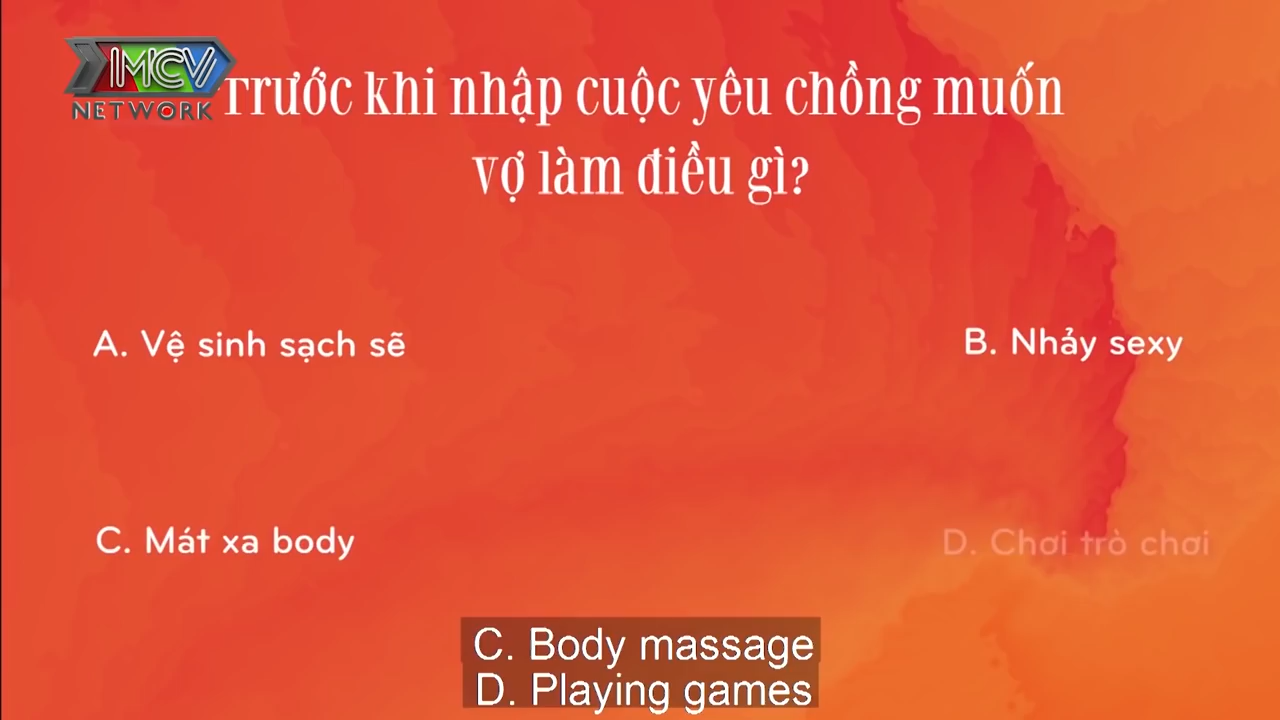 MCV
NETWORK
Trước khi nhập cuộc yêu chồng muốn
vợ làm điều gì?
A. Vệ sinh sạch sẽ
B. Nhảy sexy
C. Mát xa body
D. Chơi trò chơi
C. Body massage
D. Playing games